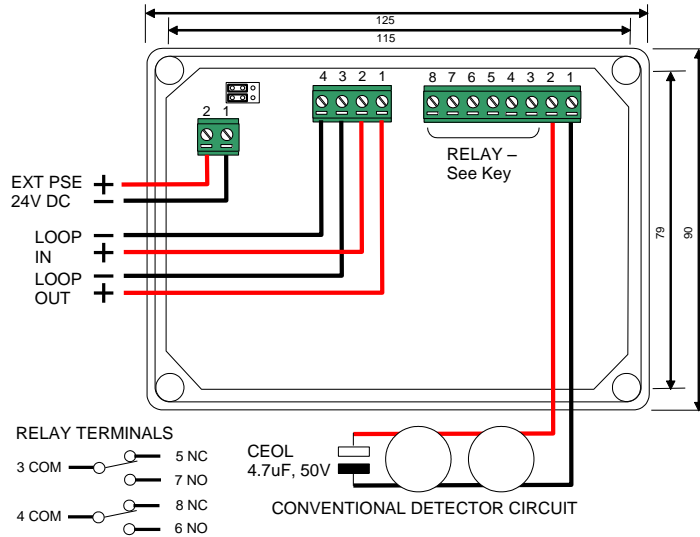 125
115
4 3 2 1
8 7 6 5 4 3 2 1
2 1
RELAY –
See Key
EXT PSE +
24V DC –
LOOP –
IN +
LOOP –
OUT +
79
90
RELAY TERMINALS
3 COM
5 NC
7 NO
4 COM
8 NC
6 NO
CEOL
4.7uF, 50V
CONVENTIONAL DETECTOR CIRCUIT